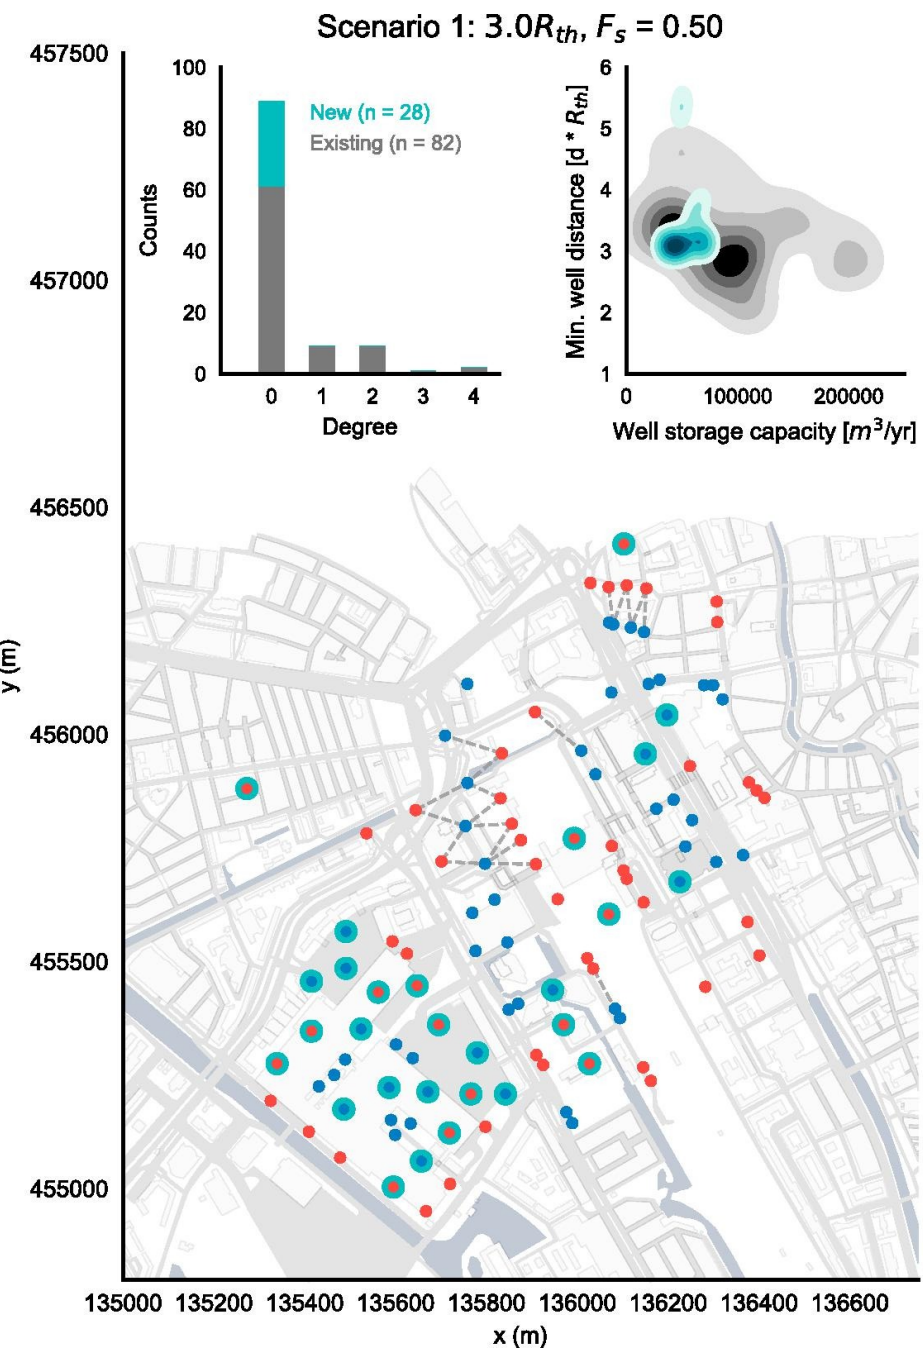 Scenario 1: 3.0R_th, F_s = 0.50
457500
457000
456500
456000
455500
455000
y (m)
100
80
60
40
20
0
Counts
New (n = 28)
Existing (n = 82)
0 1 2 3 4
Degree
6
5
4
3
2
1
Min. well distance [d * R_th]
0 100000 200000
Well storage capacity [m³/yr]
135000 135200 135400 135600 135800 136000 136200 136400 136600
x (m)